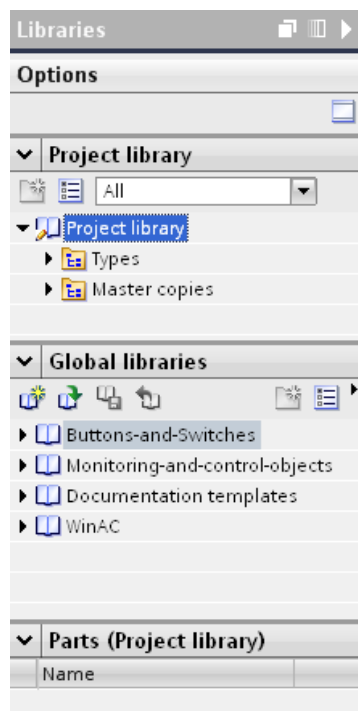 Libraries
Options
Project library
All
Project library
Types
Master copies
Global libraries
Buttons-and-Switches
Monitoring-and-control-objects
Documentation templates
WinAC
Parts (Project library)
Name